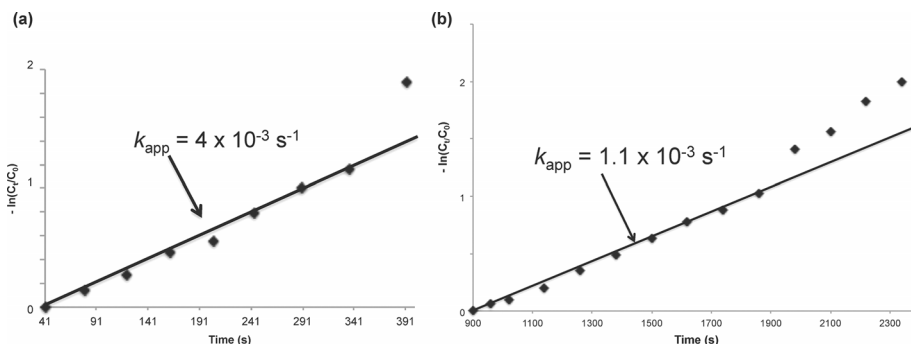 (a)
2
1
0
- ln(Cₜ/C₀)
k_app = 4 x 10⁻³ s⁻¹
41 91 141 191 241 291 341 391
Time (s)
(b)
2
1
0
- ln(Cₜ/C₀)
k_app = 1.1 x 10⁻³ s⁻¹
900 1100 1300 1500 1700 1900 2100 2300
Time (s)